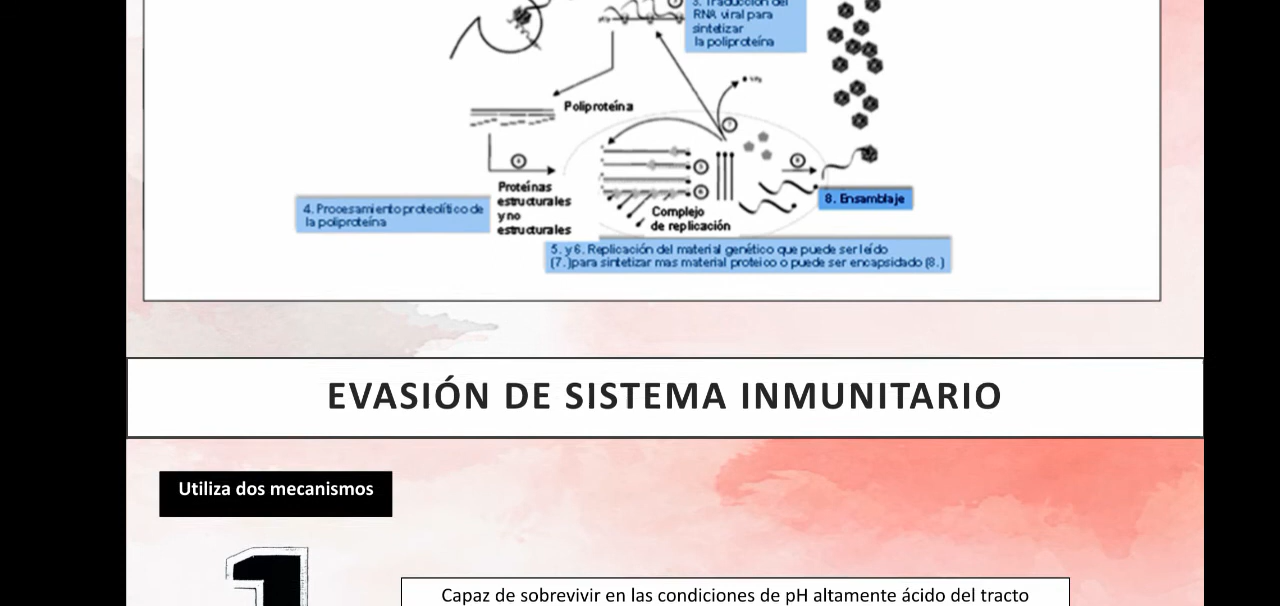 3. Traducción del
RNA viral para
sintetizar
la poliproteína
Poliproteína
4. Procesamiento proteolítico de
la poliproteína
Proteínas
estructurales
y no
estructurales
Complejo
de replicación
8. Ensamblaje
5. y 6. Replicación del material genético que puede ser leído
(7.)para sintetizar mas material proteico o puede ser encapsidado (8.)
EVASIÓN DE SISTEMA INMUNITARIO
Utiliza dos mecanismos
1
Capaz de sobrevivir en las condiciones de pH altamente ácido del tracto